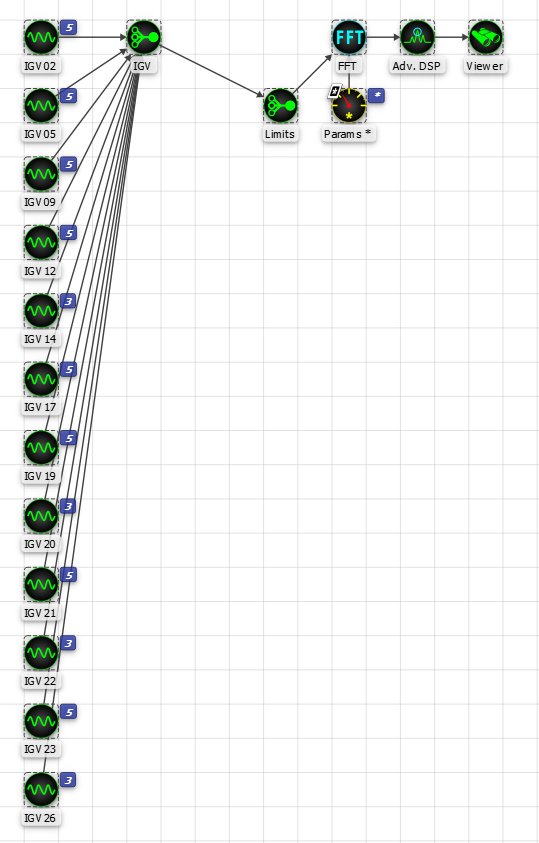 5
IGV 02
IGV
FFT
FFT
Adv. DSP
Viewer
5
IGV 05
Limits
*
*
Params *
5
IGV 09
5
IGV 12
3
IGV 14
5
IGV 17
5
IGV 19
3
IGV 20
5
IGV 21
3
IGV 22
5
IGV 23
3
IGV 26